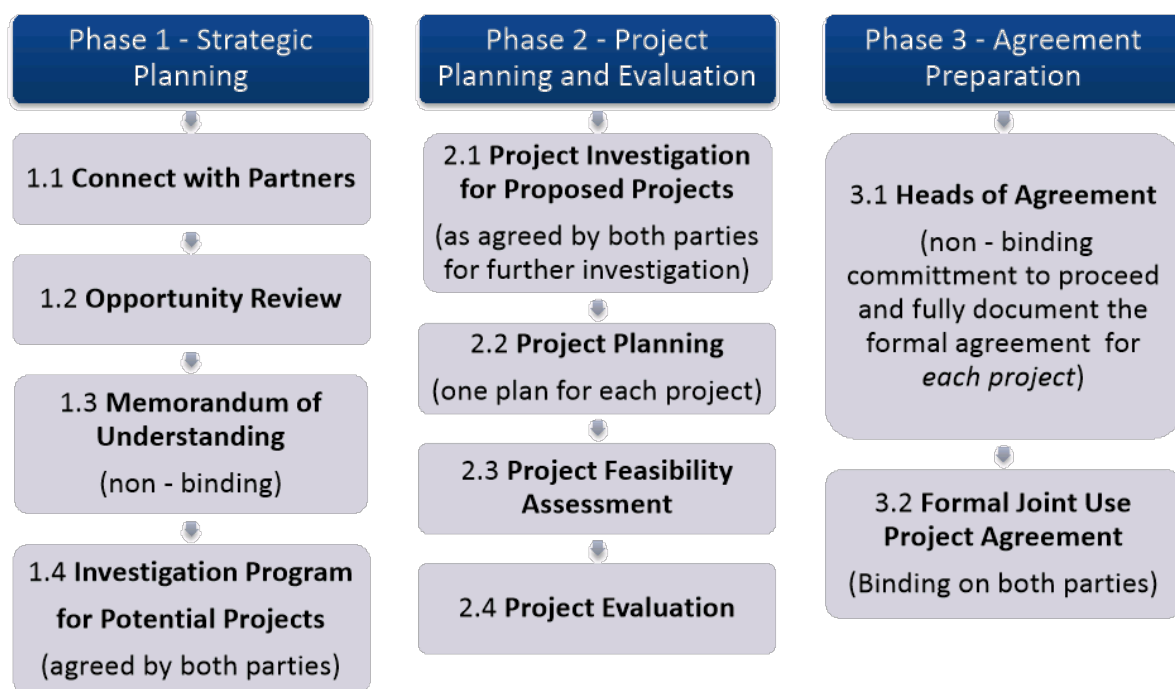 Phase 1 - Strategic
Planning
1.1 Connect with Partners
1.2 Opportunity Review
1.3 Memorandum of
Understanding
(non - binding)
1.4 Investigation Program
for Potential Projects
(agreed by both parties)
Phase 2 - Project
Planning and Evaluation
2.1 Project Investigation
for Proposed Projects
(as agreed by both parties
for further investigation)
2.2 Project Planning
(one plan for each project)
2.3 Project Feasibility
Assessment
2.4 Project Evaluation
Phase 3 - Agreement
Preparation
3.1 Heads of Agreement
(non - binding
committment to proceed
and fully document the
formal agreement for
each project)
3.2 Formal Joint Use
Project Agreement
(Binding on both parties)